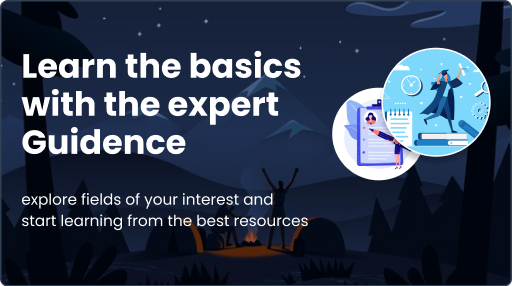 Learn the basics
with the expert
Guidence
explore fields of your interest and
start learning from the best resources